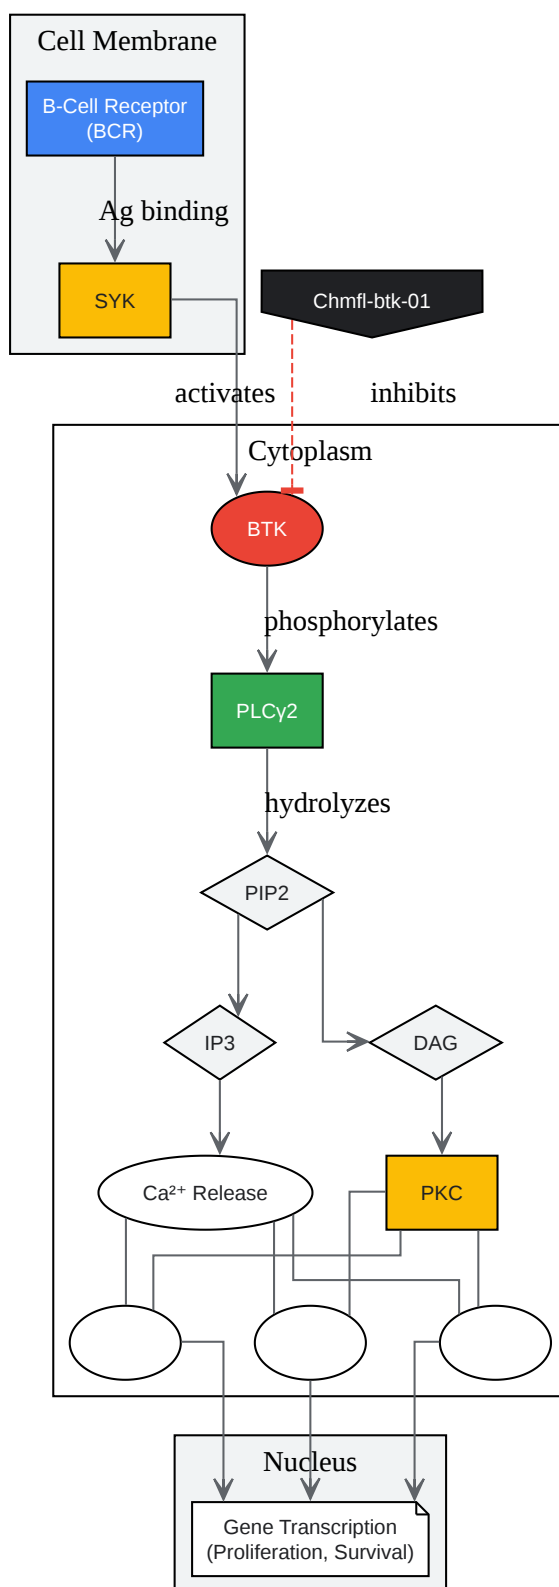 Cell Membrane
B-Cell Receptor
(BCR)
Ag binding
SYK
Chmfl-btk-01
activates
inhibits
Cytoplasm
BTK
phosphorylates
PLCγ2
hydrolyzes
PIP2
IP3
DAG
Ca²⁺ Release
PKC
Nucleus
Gene Transcription
(Proliferation, Survival)